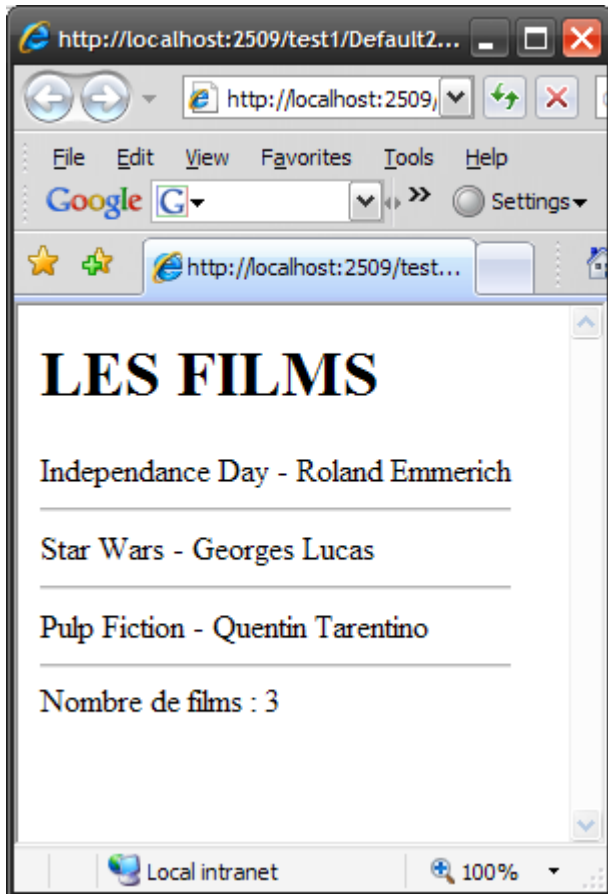 http://localhost:2509/test1/Default2...
http://localhost:2509/
File Edit View Favorites Tools Help
Google G Settings
http://localhost:2509/test...
LES FILMS
Independance Day - Roland Emmerich
Star Wars - Georges Lucas
Pulp Fiction - Quentin Tarentino
Nombre de films : 3
Local intranet 100%